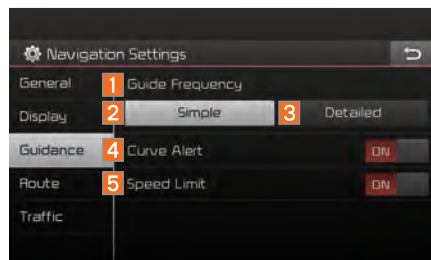 Navigation Settings
General 1 Guide Frequency
Display 2 Simple 3 Detailed
Guidance 4 Curve Alert ON
Route 5 Speed Limit ON
Traffic